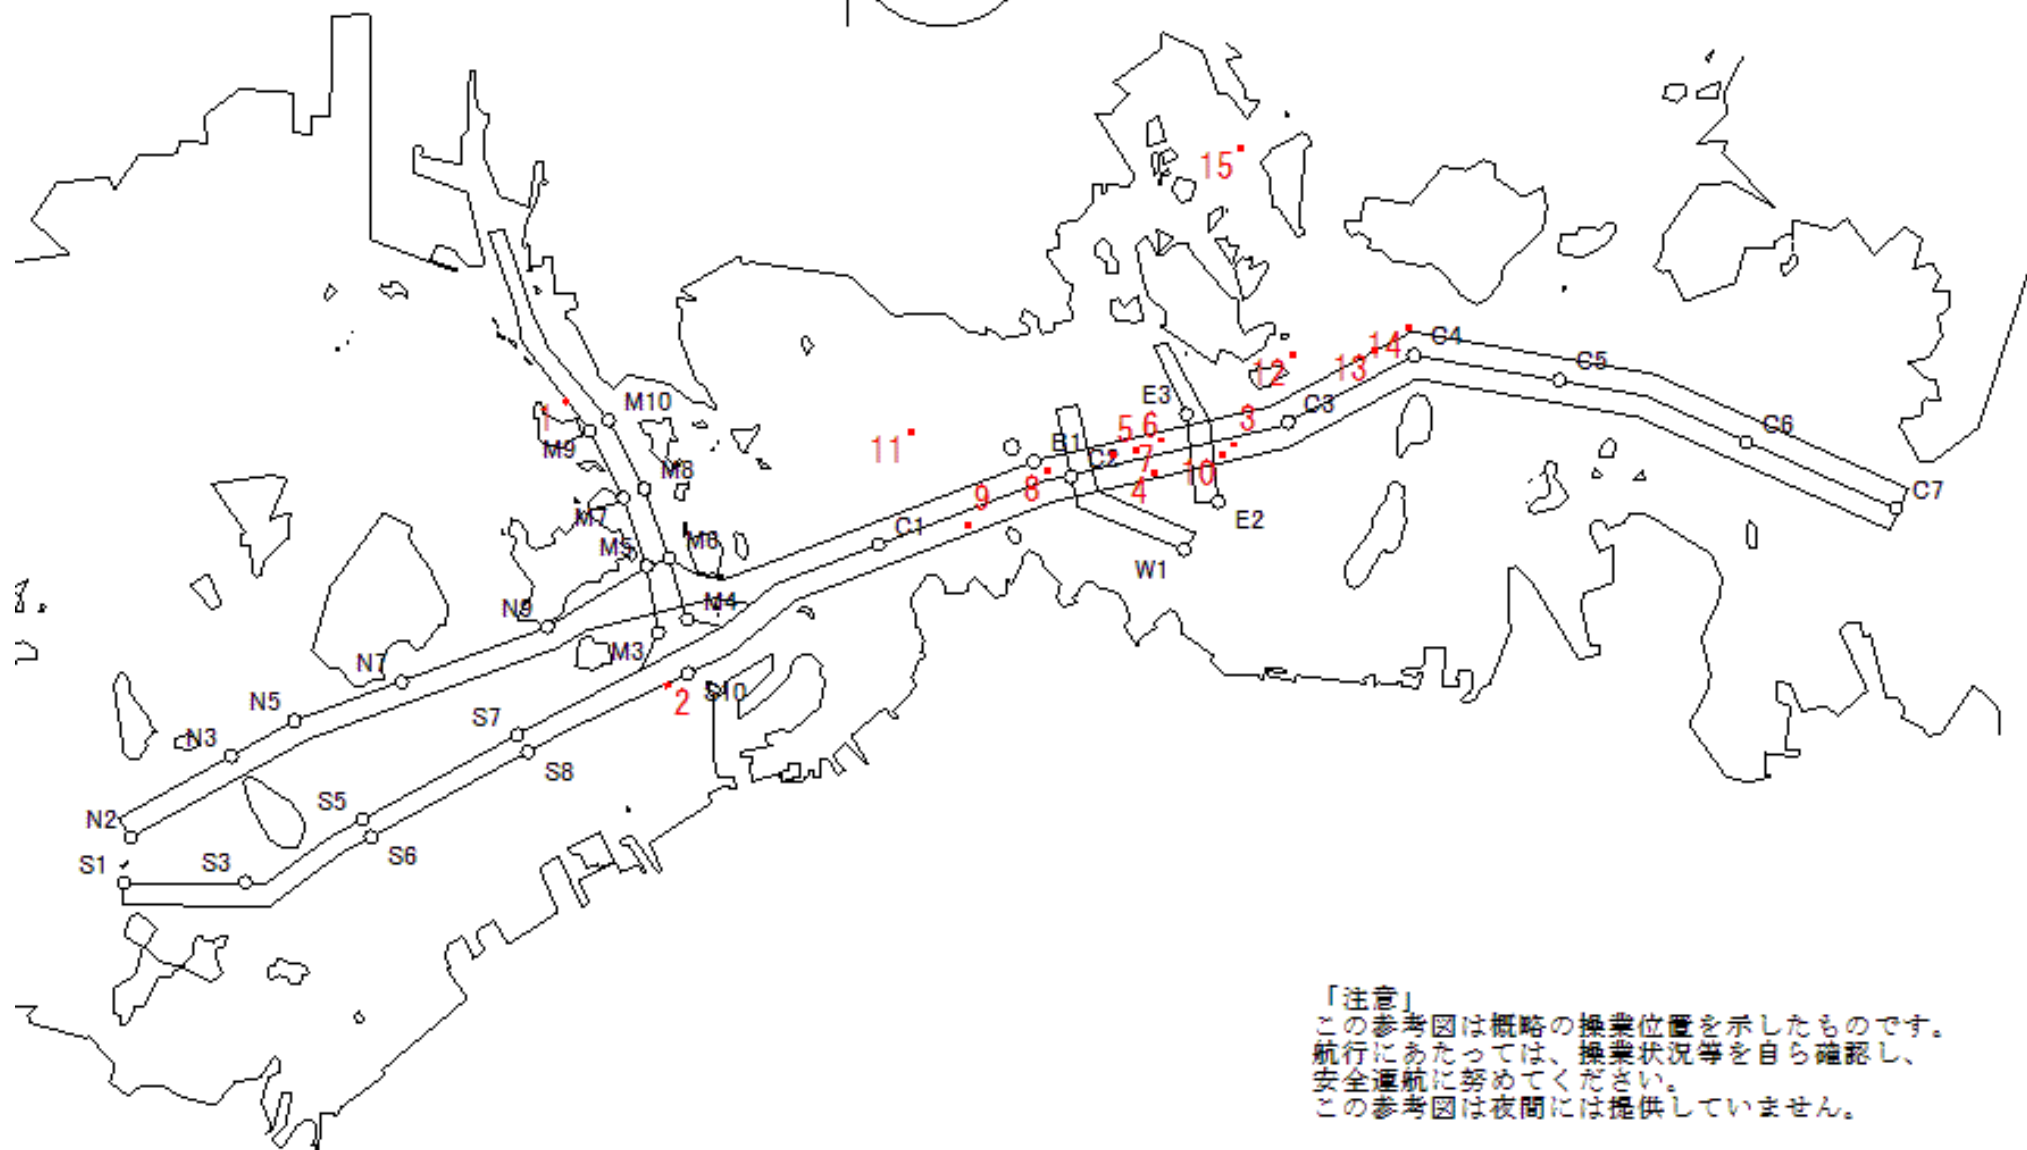 15
C4
14
13
C5
12
M10
E3
C3
1
5
6
3
C6
11
B1
M9
M8
C2
7
10
8
4
9
C7
M7
E2
M5
M6
C1
W1
N9
M4
M3
N7
2
S10
N5
S7
N3
S8
S5
N2
S6
S1
S3
「注意」
この参考図は概略の操業位置を示したものです。
航行にあたっては、操業状況等を自ら確認し、
安全運航に努めてください。
この参考図は夜間には提供していません。